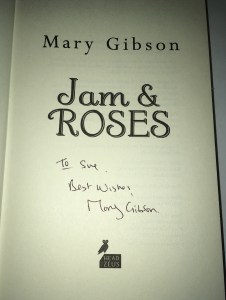 Mary Gibson
Jam &
ROSES
To Sue,
Best Wishes,
Mary Gibson
HEAD
of ZEUS